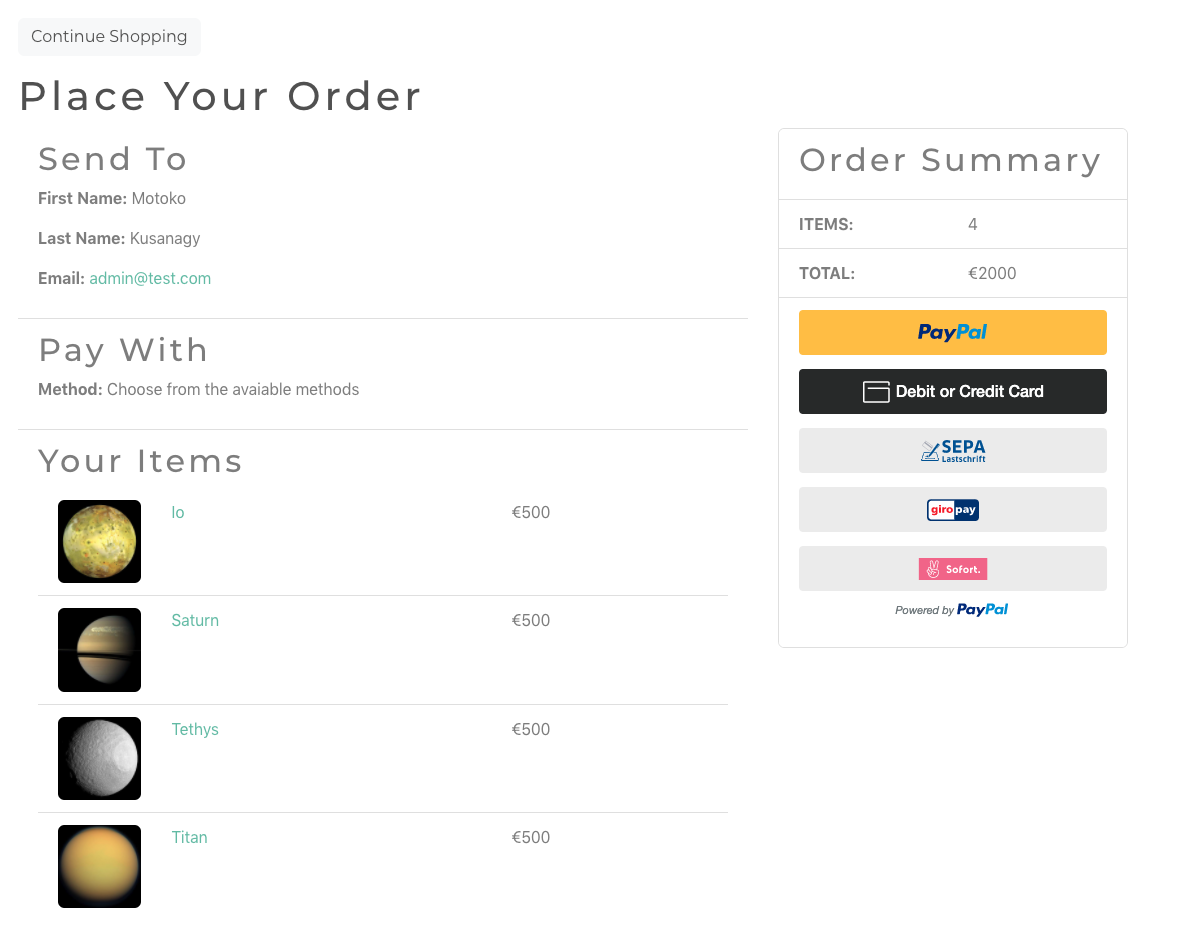 Continue Shopping
Place Your Order
Send To
First Name: Motoko
Last Name: Kusanagy
Email: admin@test.com
Pay With
Method: Choose from the avaiable methods
Your Items
Io €500
Saturn €500
Tethys €500
Titan €500
Order Summary
ITEMS: 4
TOTAL: €2000
PayPal
Debit or Credit Card
SEPA
Lastschrift
giropay
Sofort.
Powered by PayPal